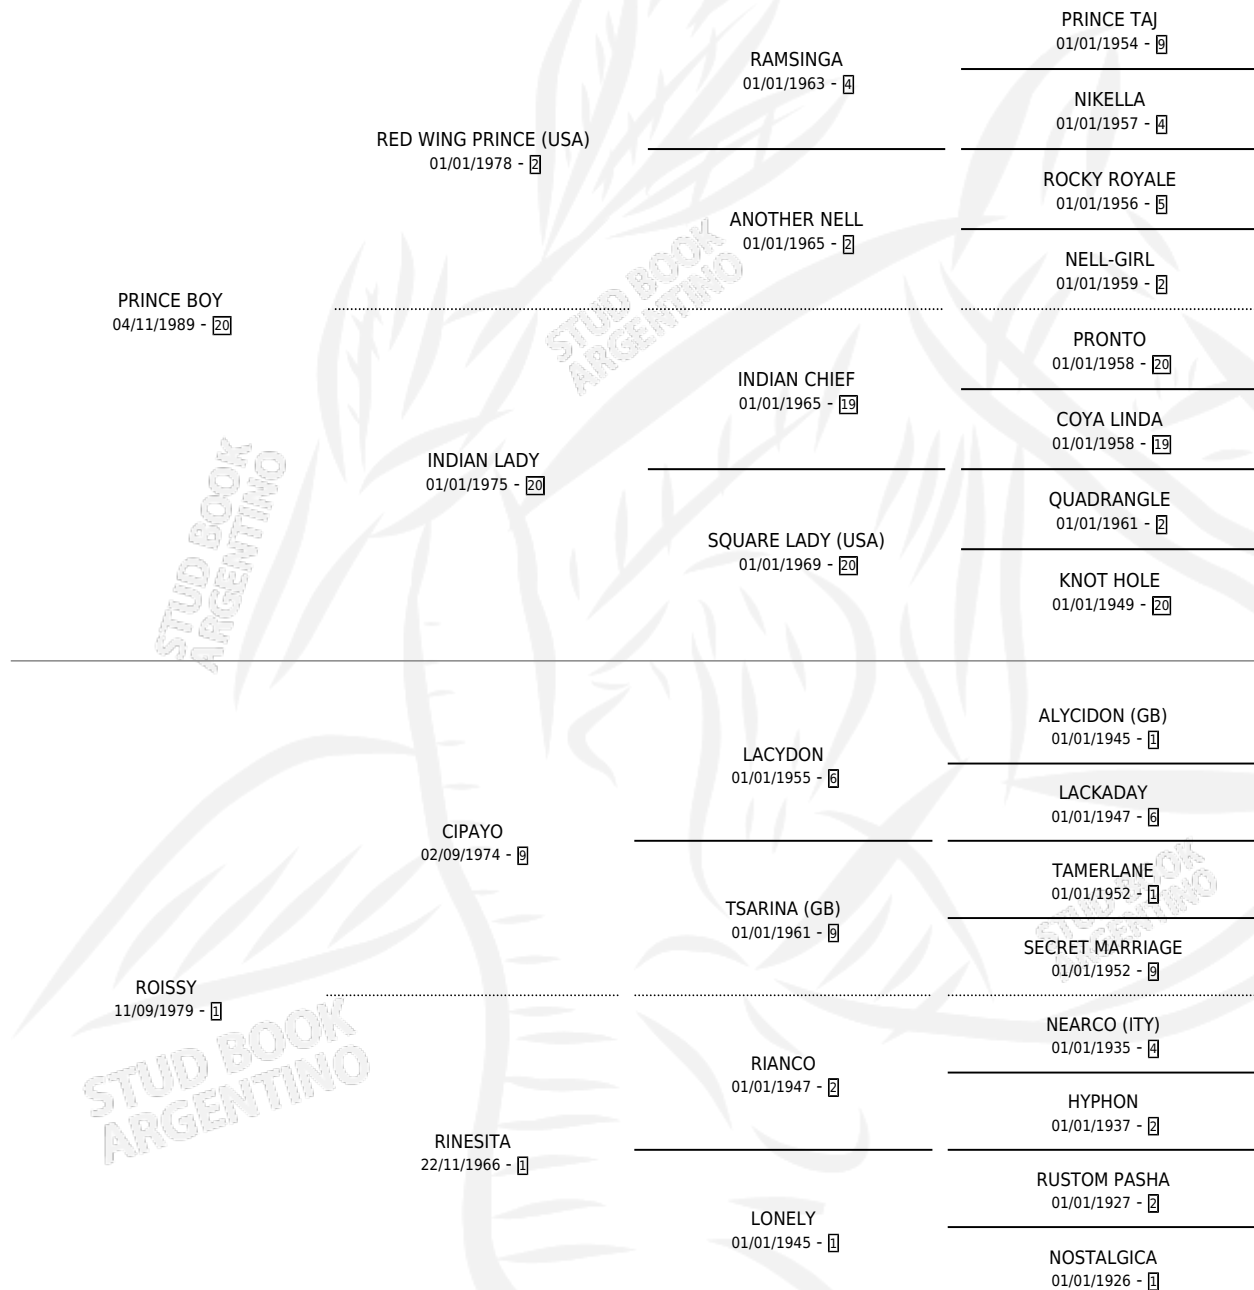 PRINCE TAJ
01/01/1954 - 9
RAMSINGA
01/01/1963 - 4
NIKELLA
01/01/1957 - 4
RED WING PRINCE (USA)
01/01/1978 - 2
ROCKY ROYALE
01/01/1956 - 5
ANOTHER NELL
01/01/1965 - 2
NELL-GIRL
01/01/1959 - 2
PRINCE BOY
04/11/1989 - 20
PRONTO
01/01/1958 - 20
INDIAN CHIEF
01/01/1965 - 19
COYA LINDA
01/01/1958 - 19
INDIAN LADY
01/01/1975 - 20
QUADRANGLE
01/01/1961 - 2
SQUARE LADY (USA)
01/01/1969 - 20
KNOT HOLE
01/01/1949 - 20
ALYCIDON (GB)
01/01/1945 - 1
LACYDON
01/01/1955 - 6
LACKADAY
01/01/1947 - 6
CIPAYO
02/09/1974 - 9
TAMERLANE
01/01/1952 - 1
TSARINA (GB)
01/01/1961 - 9
SECRET MARRIAGE
01/01/1952 - 9
ROISSY
11/09/1979 - 1
NEARCO (ITY)
01/01/1935 - 4
RIANCO
01/01/1947 - 2
HYPHON
01/01/1937 - 2
RINESITA
22/11/1966 - 1
RUSTOM PASHA
01/01/1927 - 2
LONELY
01/01/1945 - 1
NOSTALGICA
01/01/1926 - 1
STUD BOOK
ARGENTINO
STUD BOOK
ARGENTINO
STUD BOOK
ARGENTINO
STUD BOOK
ARGENTINO